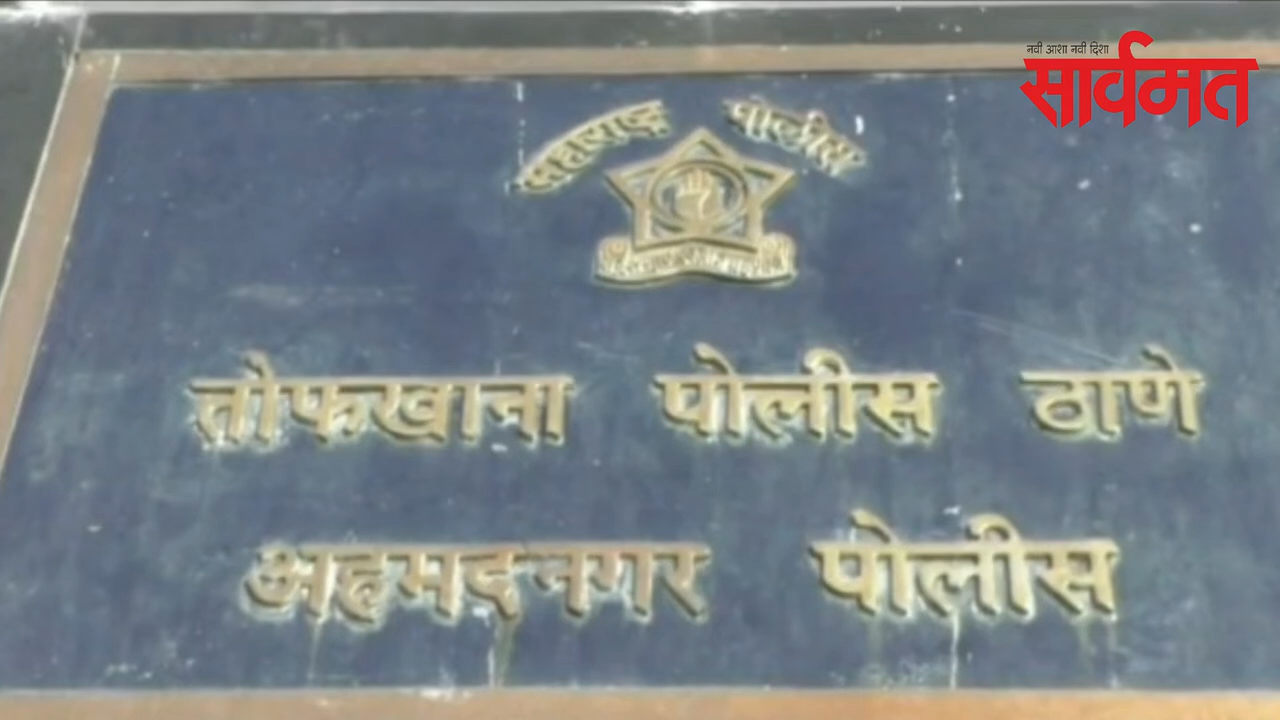 नवी आशा नवी दिशा
सार्वमत
महाराष्ट्र पोलीस
तोफखाना पोलीस ठाणे
अहमदनगर पोलीस